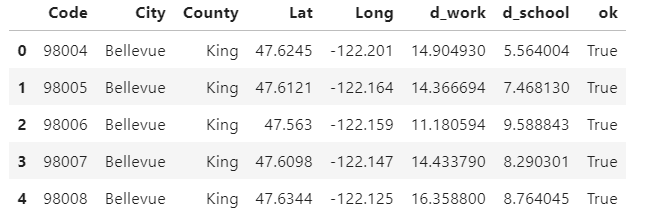 Code City County Lat Long d_work d_school ok
0 98004 Bellevue King 47.6245 -122.201 14.904930 5.564004 True
1 98005 Bellevue King 47.6121 -122.164 14.366694 7.468130 True
2 98006 Bellevue King 47.563 -122.159 11.180594 9.588843 True
3 98007 Bellevue King 47.6098 -122.147 14.433790 8.290301 True
4 98008 Bellevue King 47.6344 -122.125 16.358800 8.764045 True